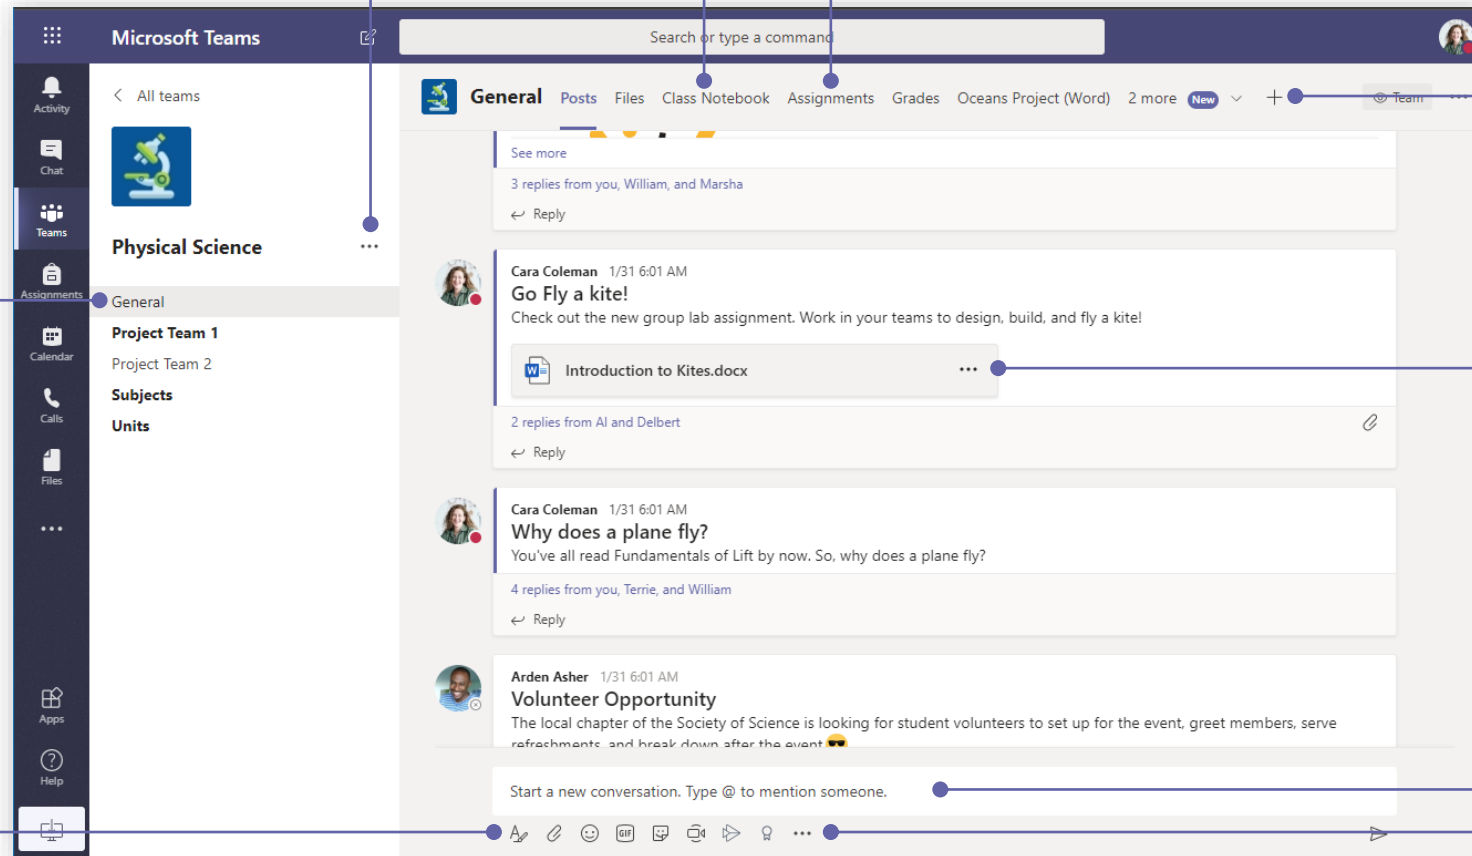 Microsoft Teams
Search or type a command
Activity
Chat
Teams
Assignments
Calendar
Calls
Files
Apps
Help
All teams
Physical Science
General
Project Team 1
Project Team 2
Subjects
Units
General Posts Files Class Notebook Assignments Grades Oceans Project (Word) 2 more New
Team
See more
3 replies from you, William, and Marsha
Reply
Cara Coleman 1/31 6:01 AM
Go Fly a kite!
Check out the new group lab assignment. Work in your teams to design, build, and fly a kite!
Introduction to Kites.docx
2 replies from Al and Delbert
Reply
Cara Coleman 1/31 6:01 AM
Why does a plane fly?
You've all read Fundamentals of Lift by now. So, why does a plane fly?
4 replies from you, Terrie, and William
Reply
Arden Asher 1/31 6:01 AM
Volunteer Opportunity
The local chapter of the Society of Science is looking for student volunteers to set up for the event, greet members, serve
refreshments, and break down after the event
Start a new conversation. Type @ to mention someone.
GIF